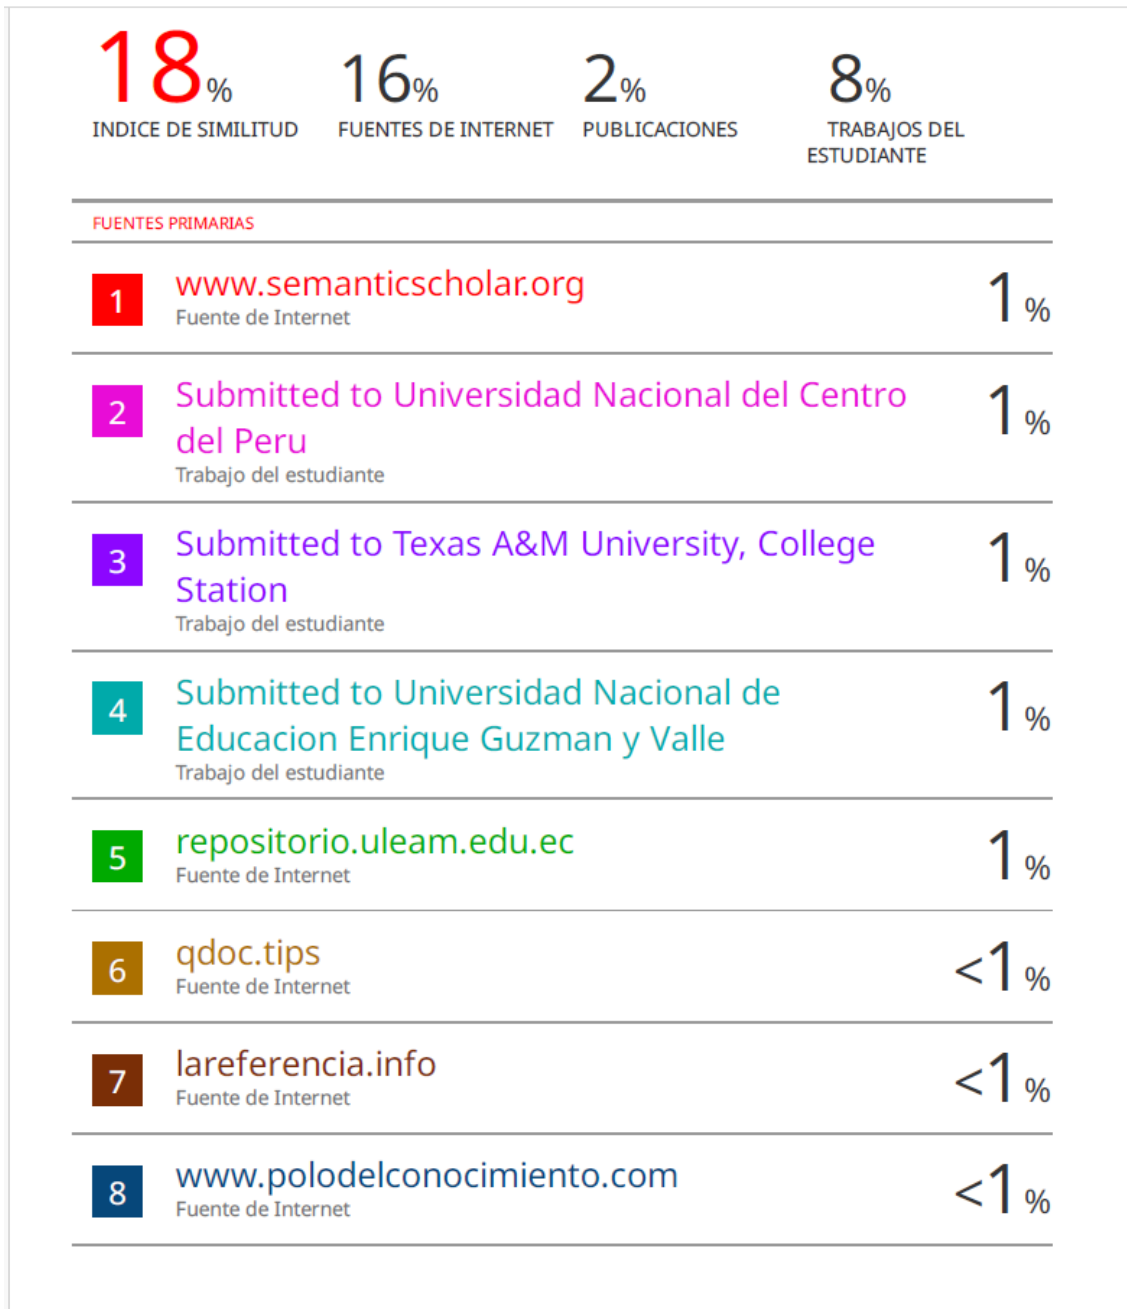 18%
INDICE DE SIMILITUD
16%
FUENTES DE INTERNET
2%
PUBLICACIONES
8%
TRABAJOS DEL
ESTUDIANTE
FUENTES PRIMARIAS
1
www.semanticscholar.org
Fuente de Internet
1%
2
Submitted to Universidad Nacional del Centro
del Peru
Trabajo del estudiante
1%
3
Submitted to Texas A&M University, College
Station
Trabajo del estudiante
1%
4
Submitted to Universidad Nacional de
Educacion Enrique Guzman y Valle
Trabajo del estudiante
1%
5
repositorio.uleam.edu.ec
Fuente de Internet
1%
6
qdoc.tips
Fuente de Internet
<1%
7
lareferencia.info
Fuente de Internet
<1%
8
www.polodelconocimiento.com
Fuente de Internet
<1%